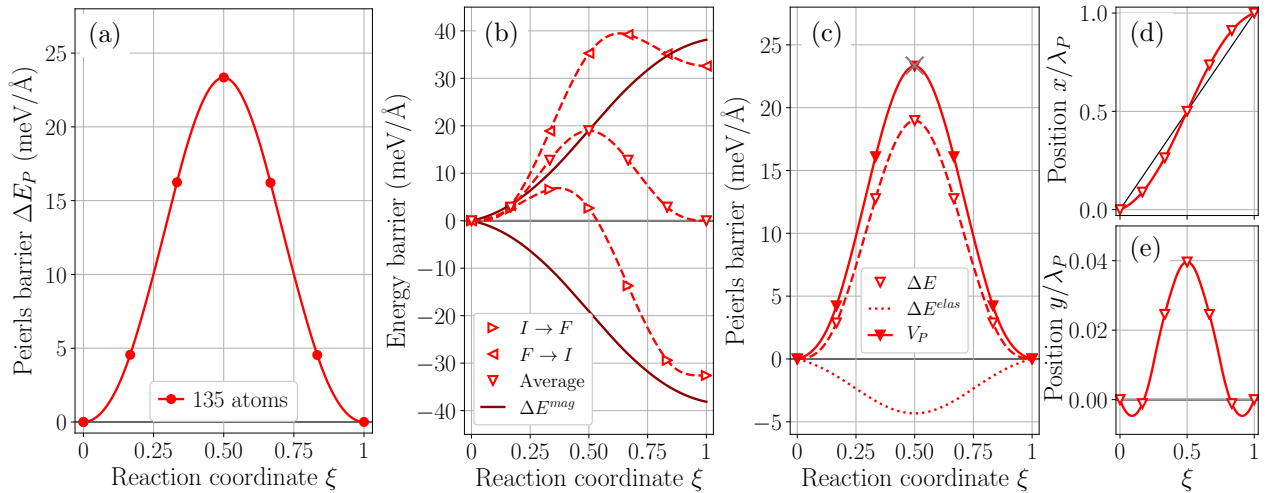 (a)
Peierls barrier ΔE_P (meV/Å)
25
20
15
10
5
0
135 atoms
0 0.25 0.5 0.75 1
Reaction coordinate ξ
(b)
Energy barrier (meV/Å)
40
30
20
10
0
−10
−20
−30
−40
I → F
F → I
Average
ΔE^{mag}
0 0.25 0.50 0.75 1
Reaction coordinate ξ
(c)
Peierls barrier (meV/Å)
25
20
15
10
5
0
−5
ΔE
ΔE^{elas}
V_P
0 0.25 0.5 0.75 1
Reaction coordinate ξ
(d)
Position x/λ_P
1.0
0.5
0.0
(e)
Position y/λ_P
0.04
0.02
0.00
0 0.5 1
ξ